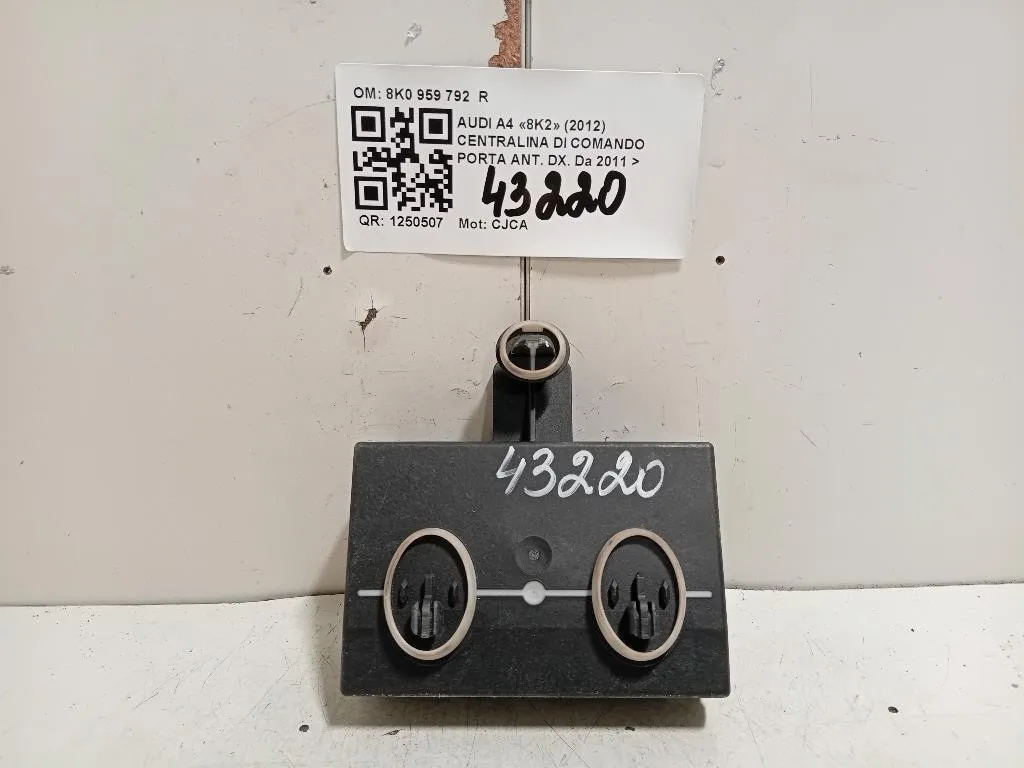 OM: 8K0 959 792 R
AUDI A4 «8K2» (2012)
CENTRALINA DI COMANDO
PORTA ANT. DX. Da 2011 >
43220
QR: 1250507 Mot: CJCA
43220